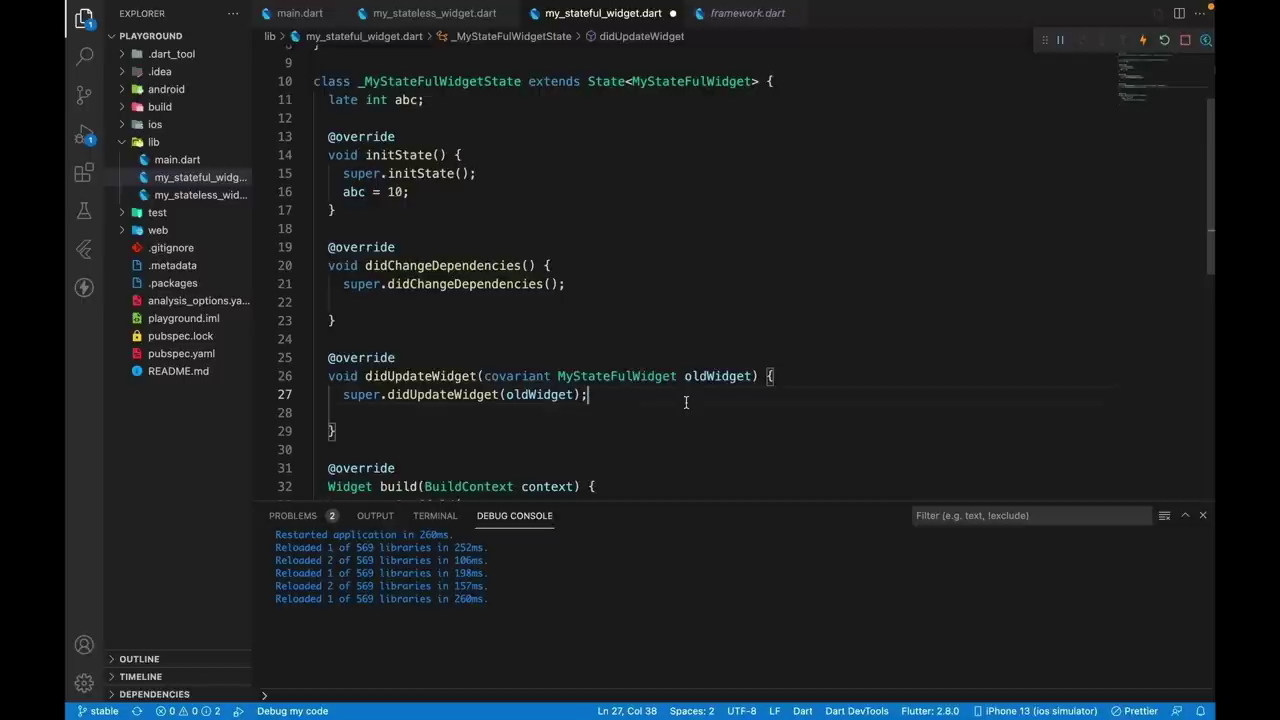 EXPLORER
main.dart
my_stateless_widget.dart
my_stateful_widget.dart
framework.dart
PLAYGROUND
lib
my_stateful_widget.dart
_MyStateFulWidgetState
didUpdateWidget
.dart_tool
.idea
android
build
ios
lib
main.dart
my_stateful_widg...
my_stateless_wid...
test
web
.gitignore
.metadata
.packages
analysis_options.ya...
playground.iml
pubspec.lock
pubspec.yaml
README.md
OUTLINE
TIMELINE
DEPENDENCIES
9
10 class _MyStateFulWidgetState extends State<MyStateFulWidget> {
11 late int abc;
12
13 @override
14 void initState() {
15 super.initState();
16 abc = 10;
17 }
18
19 @override
20 void didChangeDependencies() {
21 super.didChangeDependencies();
22
23 }
24
25 @override
26 void didUpdateWidget(covariant MyStateFulWidget oldWidget) {
27 super.didUpdateWidget(oldWidget);
28
29 }
30
31 @override
32 Widget build(BuildContext context) {
PROBLEMS 2 OUTPUT TERMINAL DEBUG CONSOLE
Filter (e.g. text, !exclude)
Restarted application in 260ms.
Reloaded 1 of 569 libraries in 252ms.
Reloaded 2 of 569 libraries in 106ms.
Reloaded 1 of 569 libraries in 198ms.
Reloaded 2 of 569 libraries in 157ms.
Reloaded 1 of 569 libraries in 260ms.
stable 0 0 2 Debug my code Ln 27, Col 38 Spaces: 2 UTF-8 LF Dart Dart DevTools Flutter: 2.8.0 iPhone 13 (ios simulator) Prettier